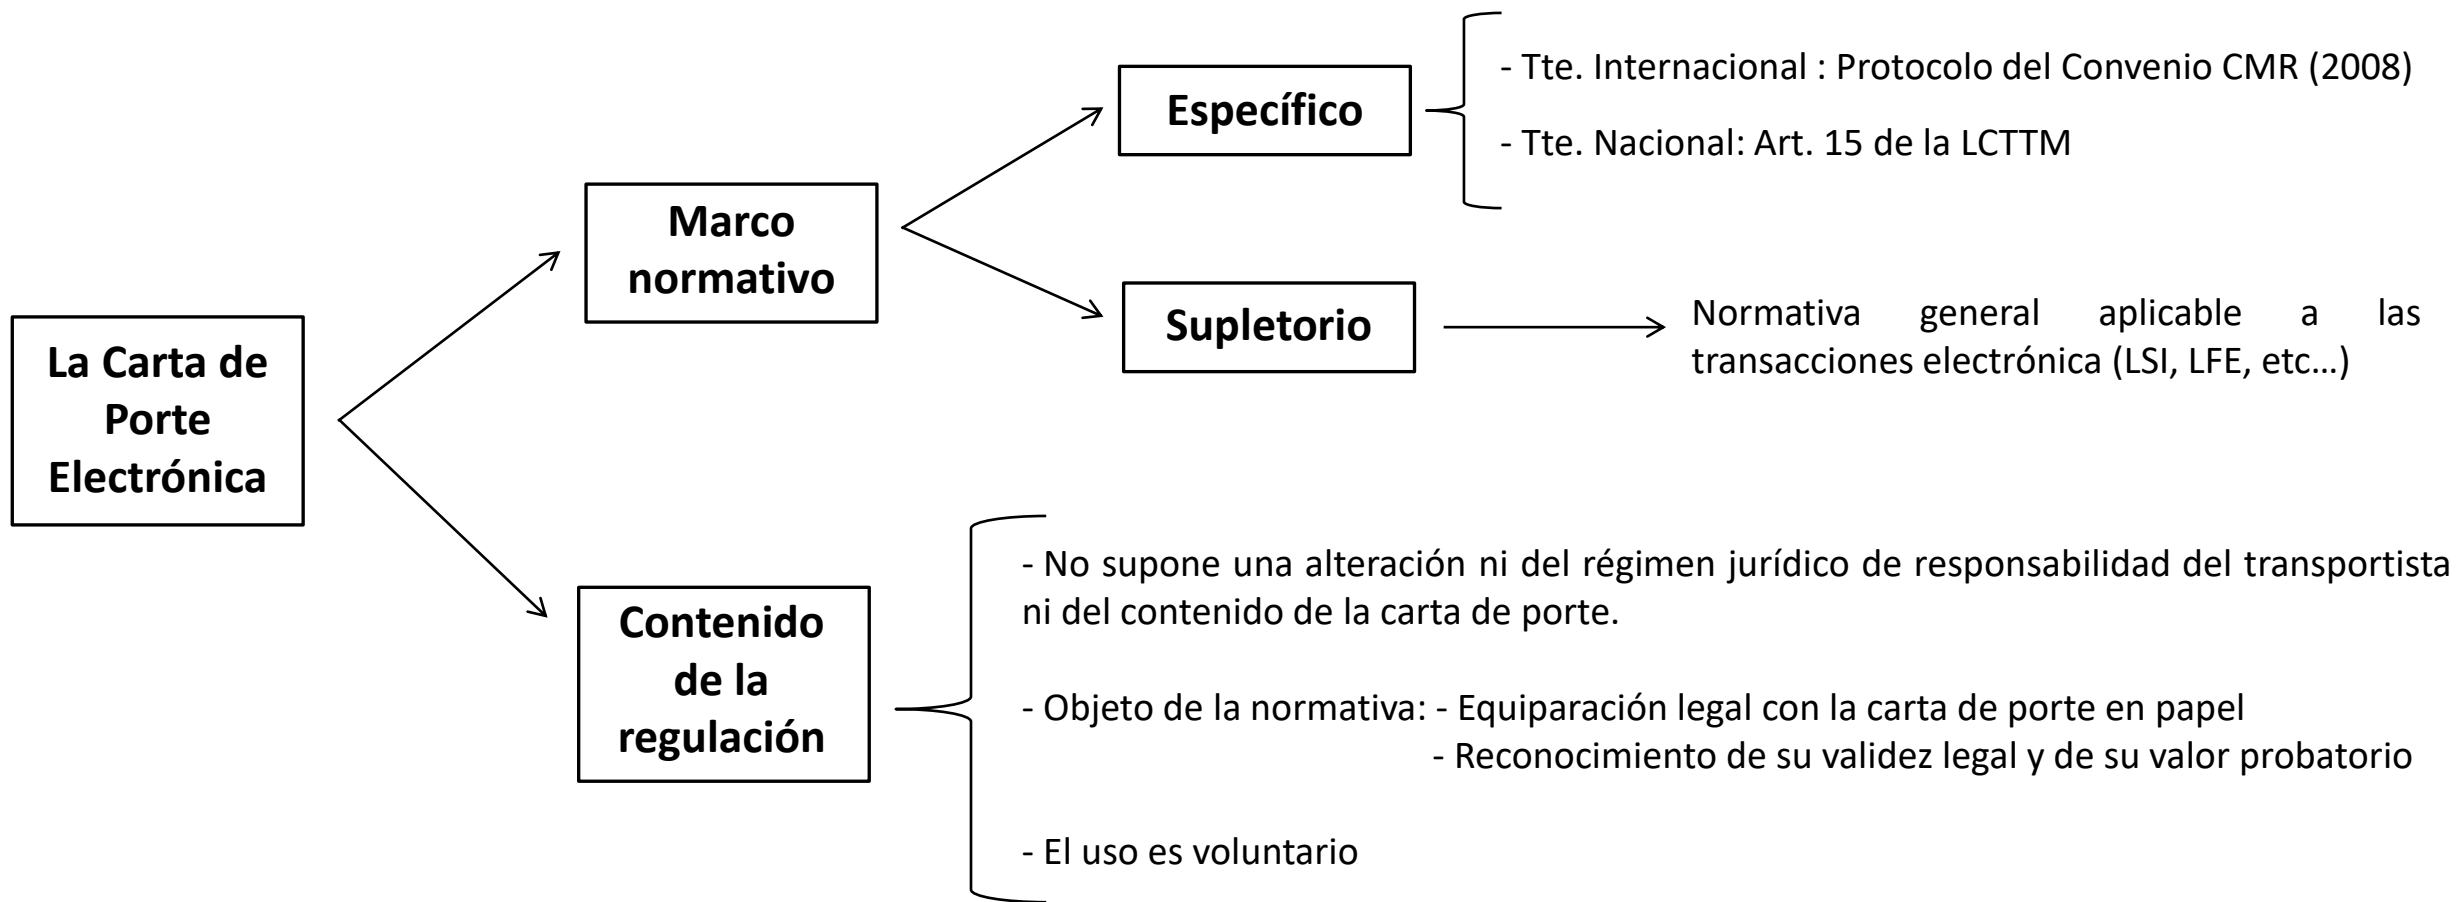 La Carta de
Porte
Electrónica
Marco
normativo
Específico
- Tte. Internacional : Protocolo del Convenio CMR (2008)
- Tte. Nacional: Art. 15 de la LCTTM
Supletorio
Normativa general aplicable a las
transacciones electrónica (LSI, LFE, etc…)
Contenido
de la
regulación
- No supone una alteración ni del régimen jurídico de responsabilidad del transportista
ni del contenido de la carta de porte.
- Objeto de la normativa: - Equiparación legal con la carta de porte en papel
- Reconocimiento de su validez legal y de su valor probatorio
- El uso es voluntario